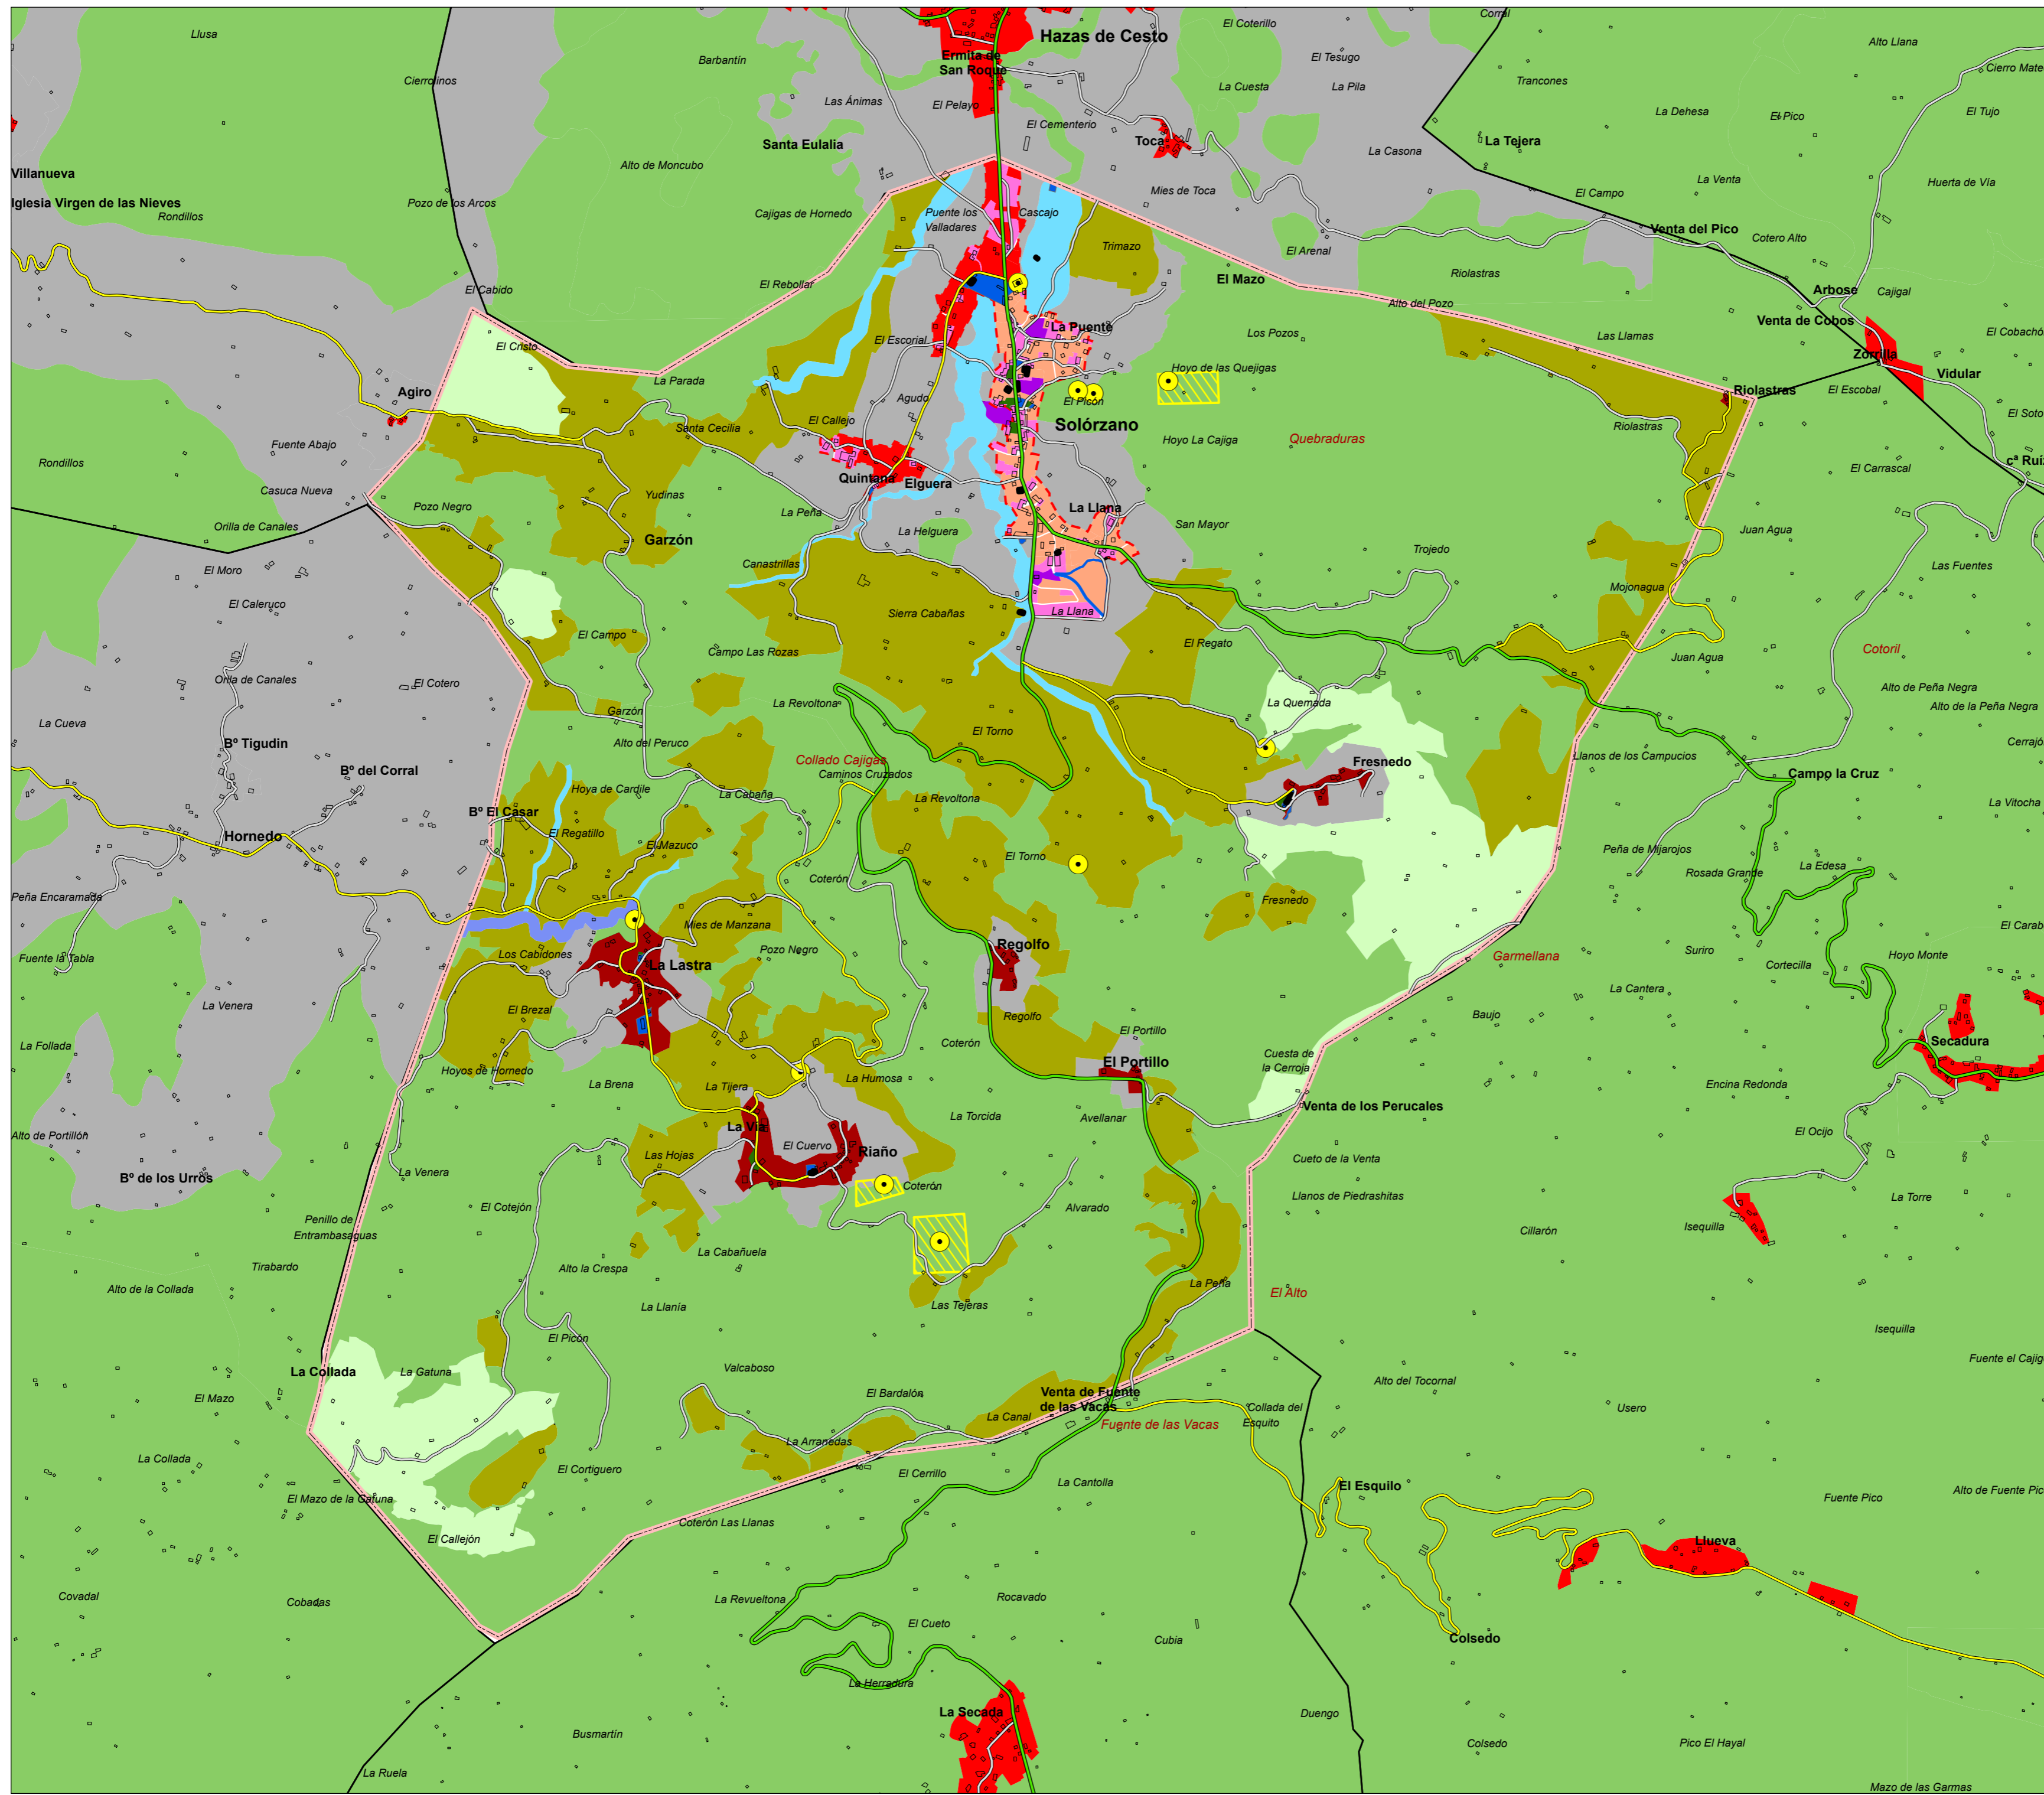 Llusa
Hazas de Cesto
El Coterillo
Corral
Alto Llana
Barbantín
Ermita de
San Roque
El Tesugo
Cierro Mate
Cierrolinos
Trancones
La Cuesta
La Pila
Las Ánimas
El Pelayo
La Dehesa
El Pico
El Tujo
El Cementerio
Santa Eulalia
Toca
La Tejera
La Casona
Alto de Moncubo
Villanueva
La Venta
Huerta de Vía
Mies de Toca
El Campo
Iglesia Virgen de las Nieves
Pozo de los Arcos
Rondillos
Cajigas de Hornedo
Puente los
Valladares
Cascajo
Venta del Pico
Cotero Alto
Trimazo
El Arenal
Riolastras
El Mazo
El Rebollar
El Cabido
Arbose
Cajigal
Alto del Pozo
Venta de Cobos
La Puente
Los Pozos
Las Llamas
El Cobachó
El Escorial
El Cristo
Zorrilla
Hoyo de las Quejigas
Vidular
La Parada
Agiro
Riolastras
El Escobal
Agudo
El Picón
El Soto
El Callejo
Solórzano
Santa Cecilia
Riolastras
Fuente Abajo
Hoyo La Cajiga
Quebraduras
Rondillos
cª Ruí
El Carrascal
Quintana
Elguera
Casuca Nueva
Yudinas
Pozo Negro
La Peña
La Llana
Orilla de Canales
San Mayor
Juan Agua
La Helguera
Garzón
Trojedo
Canastrillas
Las Fuentes
El Moro
Mojonagua
El Caleruco
Sierra Cabañas
La Llana
El Campo
El Regato
Campo Las Rozas
Cotoril
Juan Agua
Orila de Canales
El Cotero
Alto de Peña Negra
La Revoltona
La Quemada
Alto de la Peña Negra
Garzón
La Cueva
El Torno
Bº Tigudin
Alto del Peruco
Cerrajó
Llanos de los Campucios
Collado Cajigas
Fresnedo
Bº del Corral
Caminos Cruzados
Campo la Cruz
Hoya de Cardile
La Cabaña
La Revoltona
La Vitocha
Bº El Casar
El Regatillo
Hornedo
El Mazuco
Peña de Mijarojos
El Torno
La Edesa
Rosada Grande
Coterón
Peña Encaramada
Fresnedo
Mies de Manzana
El Carab
Regolfo
Pozo Negro
Suriro
Los Cabidones
Hoyo Monte
Garmellana
Fuente la Tabla
La Lastra
Cortecilla
La Cantera
La Venera
El Brezal
Regolfo
Baujo
El Portillo
Secadura
La Follada
Coterón
Cuesta de
la Cerroja
El Portillo
Hoyos de Hornedo
La Humosa
La Brena
La Tijera
Encina Redonda
Venta de los Perucales
La Torcida
Avellanar
La Vía
El Ocijo
Alto de Portillón
El Cuervo
Riaño
Las Hojas
Cueto de la Venta
La Venera
Bº de los Urros
Coterón
Llanos de Piedrashitas
La Torre
El Cotejón
Alvarado
Penillo de
Entrambasaguas
Isequilla
Cillarón
La Cabañuela
Tirabardo
Alto la Crespa
La Peña
Alto de la Collada
El Alto
La Llanía
Las Tejeras
Isequilla
El Picón
Fuente el Cajig
La Collada
La Gatuna
Valcaboso
Alto del Tocornal
El Mazo
El Bardalón
Venta de Fuente
de las Vacas
Collada del
Esquito
Usero
La Canal
Fuente de las Vacas
La Arranedas
La Collada
El Cortiguero
El Cerrillo
La Cantolla
El Esquilo
El Mazo de la Gatuna
Fuente Pico
Alto de Fuente Pic
Coterón Las Llanas
El Callejón
Llueva
Covadal
Cobadas
La Revueltona
Rocavado
El Cueto
Cubia
Colsedo
La Herradura
La Secada
Duengo
Busmartín
Colsedo
Pico El Hayal
La Ruela
Mazo de las Garmas